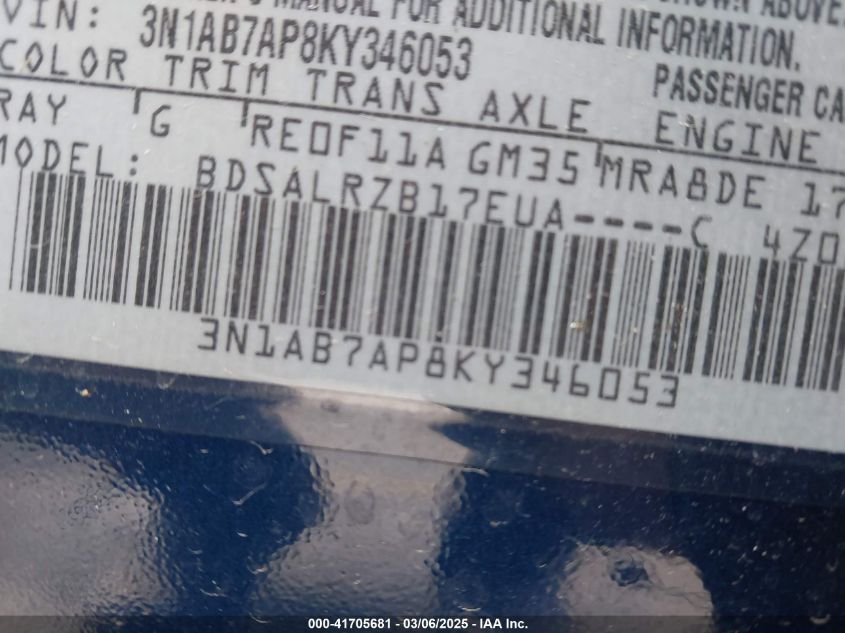 MANUAL FOR ADDITIONAL
VIN: 3N1AB7AP8KY346053 INFORMATION.
COLOR TRIM TRANS AXLE PASSENGER CA
ENGINE
RAY G RE0F11A GM35 MRA8DE 17
MODEL: BDSALRZB17EUA----C 4Z0
3N1AB7AP8KY346053
000-41705681 - 03/06/2025 - IAA Inc.